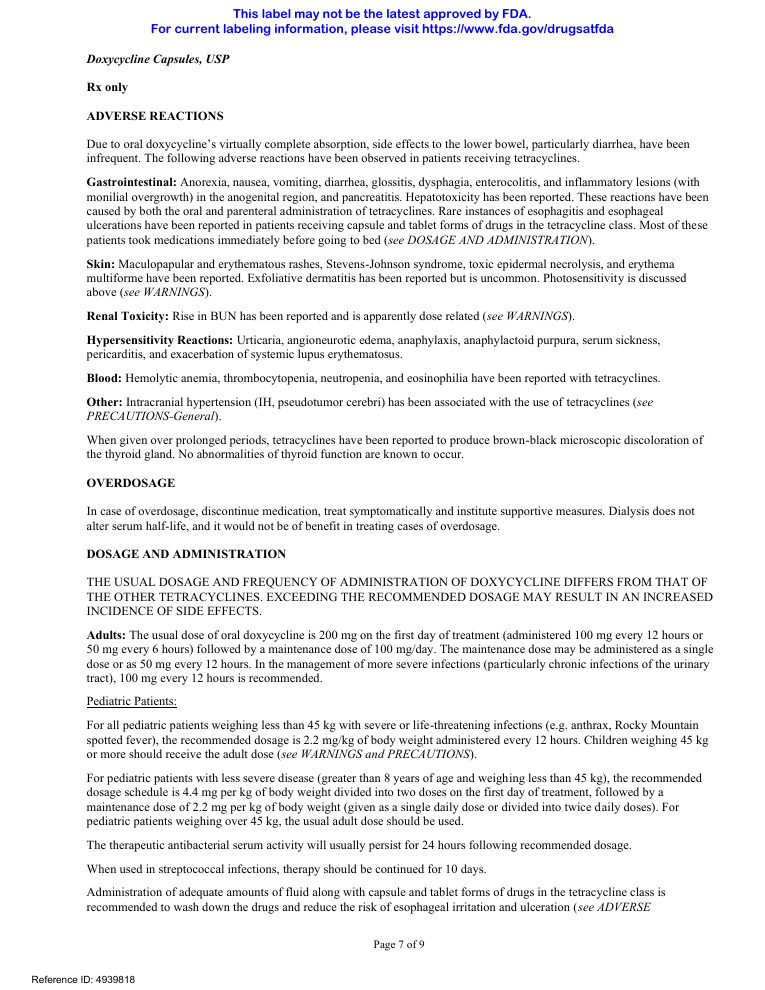 This label may not be the latest approved by FDA.
For current labeling information, please visit https://www.fda.gov/drugsatfda
Doxycycline Capsules, USP
Rx only
ADVERSE REACTIONS
Due to oral doxycycline's virtually complete absorption, side effects to the lower bowel, particularly diarrhea, have been
infrequent. The following adverse reactions have been observed in patients receiving tetracyclines.
Gastrointestinal: Anorexia, nausea, vomiting, diarrhea, glossitis, dysphagia, enterocolitis, and inflammatory lesions (with
monilial overgrowth) in the anogenital region, and pancreatitis. Hepatotoxicity has been reported. These reactions have been
caused by both the oral and parenteral administration of tetracyclines. Rare instances of esophagitis and esophageal
ulcerations have been reported in patients receiving capsule and tablet forms of drugs in the tetracycline class. Most of these
patients took medications immediately before going to bed (see DOSAGE AND ADMINISTRATION).
Skin: Maculopapular and erythematous rashes, Stevens-Johnson syndrome, toxic epidermal necrolysis, and erythema
multiforme have been reported. Exfoliative dermatitis has been reported but is uncommon. Photosensitivity is discussed
above (see WARNINGS).
Renal Toxicity: Rise in BUN has been reported and is apparently dose related (see WARNINGS).
Hypersensitivity Reactions: Urticaria, angioneurotic edema, anaphylaxis, anaphylactoid purpura, serum sickness,
pericarditis, and exacerbation of systemic lupus erythematosus.
Blood: Hemolytic anemia, thrombocytopenia, neutropenia, and eosinophilia have been reported with tetracyclines.
Other: Intracranial hypertension (IH, pseudotumor cerebri) has been associated with the use of tetracyclines (see
PRECAUTIONS-General).
When given over prolonged periods, tetracyclines have been reported to produce brown-black microscopic discoloration of
the thyroid gland. No abnormalities of thyroid function are known to occur.
OVERDOSAGE
In case of overdosage, discontinue medication, treat symptomatically and institute supportive measures. Dialysis does not
alter serum half-life, and it would not be of benefit in treating cases of overdosage.
DOSAGE AND ADMINISTRATION
THE USUAL DOSAGE AND FREQUENCY OF ADMINISTRATION OF DOXYCYCLINE DIFFERS FROM THAT OF
THE OTHER TETRACYCLINES. EXCEEDING THE RECOMMENDED DOSAGE MAY RESULT IN AN INCREASED
INCIDENCE OF SIDE EFFECTS.
Adults: The usual dose of oral doxycycline is 200 mg on the first day of treatment (administered 100 mg every 12 hours or
50 mg every 6 hours) followed by a maintenance dose of 100 mg/day. The maintenance dose may be administered as a single
dose or as 50 mg every 12 hours. In the management of more severe infections (particularly chronic infections of the urinary
tract), 100 mg every 12 hours is recommended.
Pediatric Patients:
For all pediatric patients weighing less than 45 kg with severe or life-threatening infections (e.g. anthrax, Rocky Mountain
spotted fever), the recommended dosage is 2.2 mg/kg of body weight administered every 12 hours. Children weighing 45 kg
or more should receive the adult dose (see WARNINGS and PRECAUTIONS).
For pediatric patients with less severe disease (greater than 8 years of age and weighing less than 45 kg), the recommended
dosage schedule is 4.4 mg per kg of body weight divided into two doses on the first day of treatment, followed by a
maintenance dose of 2.2 mg per kg of body weight (given as a single daily dose or divided into twice daily doses). For
pediatric patients weighing over 45 kg, the usual adult dose should be used.
The therapeutic antibacterial serum activity will usually persist for 24 hours following recommended dosage.
When used in streptococcal infections, therapy should be continued for 10 days.
Administration of adequate amounts of fluid along with capsule and tablet forms of drugs in the tetracycline class is
recommended to wash down the drugs and reduce the risk of esophageal irritation and ulceration (see ADVERSE
Page 7 of 9
Reference ID: 4939818